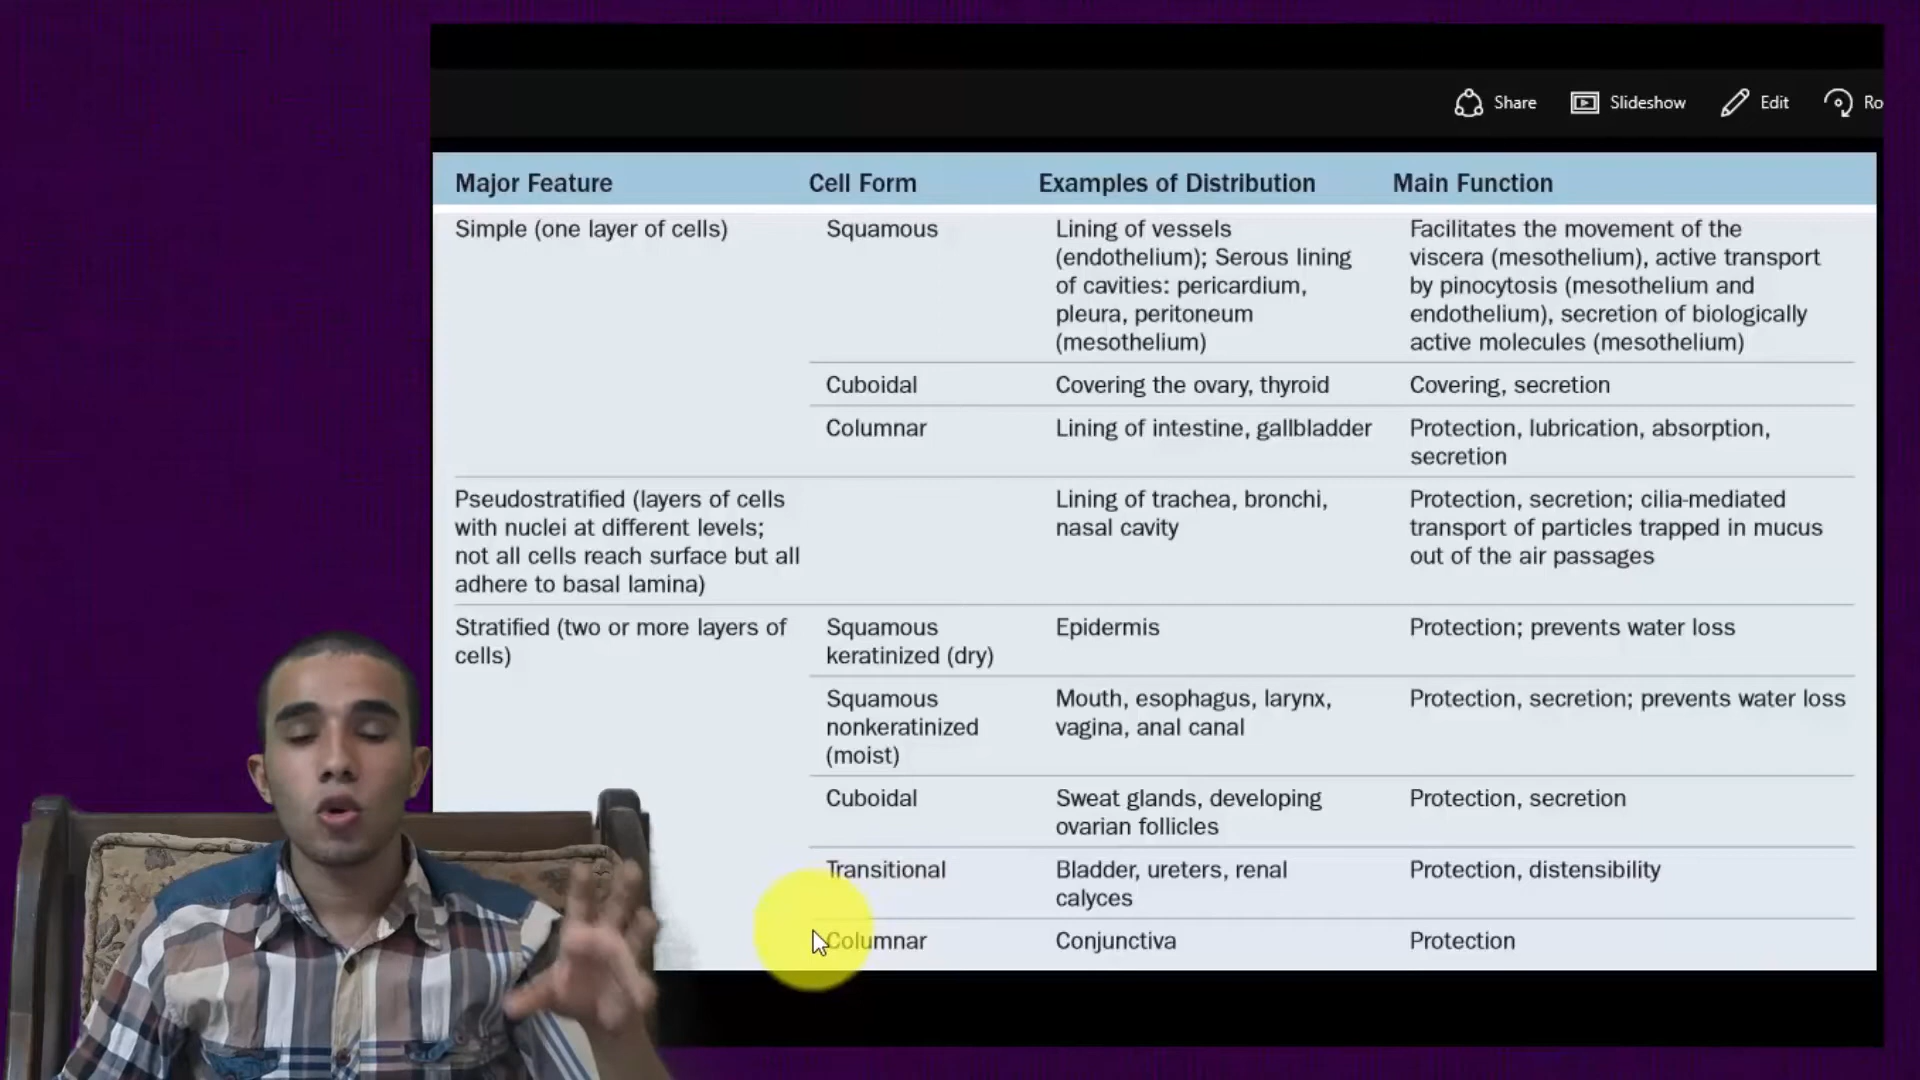 Share Slideshow Edit Ro
Major Feature Cell Form Examples of Distribution Main Function
Simple (one layer of cells) Squamous Lining of vessels Facilitates the movement of the
(endothelium); Serous lining viscera (mesothelium), active transport
of cavities: pericardium, by pinocytosis (mesothelium and
pleura, peritoneum endothelium), secretion of biologically
(mesothelium) active molecules (mesothelium)
Cuboidal Covering the ovary, thyroid Covering, secretion
Columnar Lining of intestine, gallbladder Protection, lubrication, absorption,
secretion
Pseudostratified (layers of cells Lining of trachea, bronchi, Protection, secretion; cilia-mediated
with nuclei at different levels; nasal cavity transport of particles trapped in mucus
not all cells reach surface but all out of the air passages
adhere to basal lamina)
Stratified (two or more layers of Squamous Epidermis Protection; prevents water loss
cells) keratinized (dry)
Squamous Mouth, esophagus, larynx, Protection, secretion; prevents water loss
nonkeratinized vagina, anal canal
(moist)
Cuboidal Sweat glands, developing Protection, secretion
ovarian follicles
Transitional Bladder, ureters, renal Protection, distensibility
calyces
Columnar Conjunctiva Protection